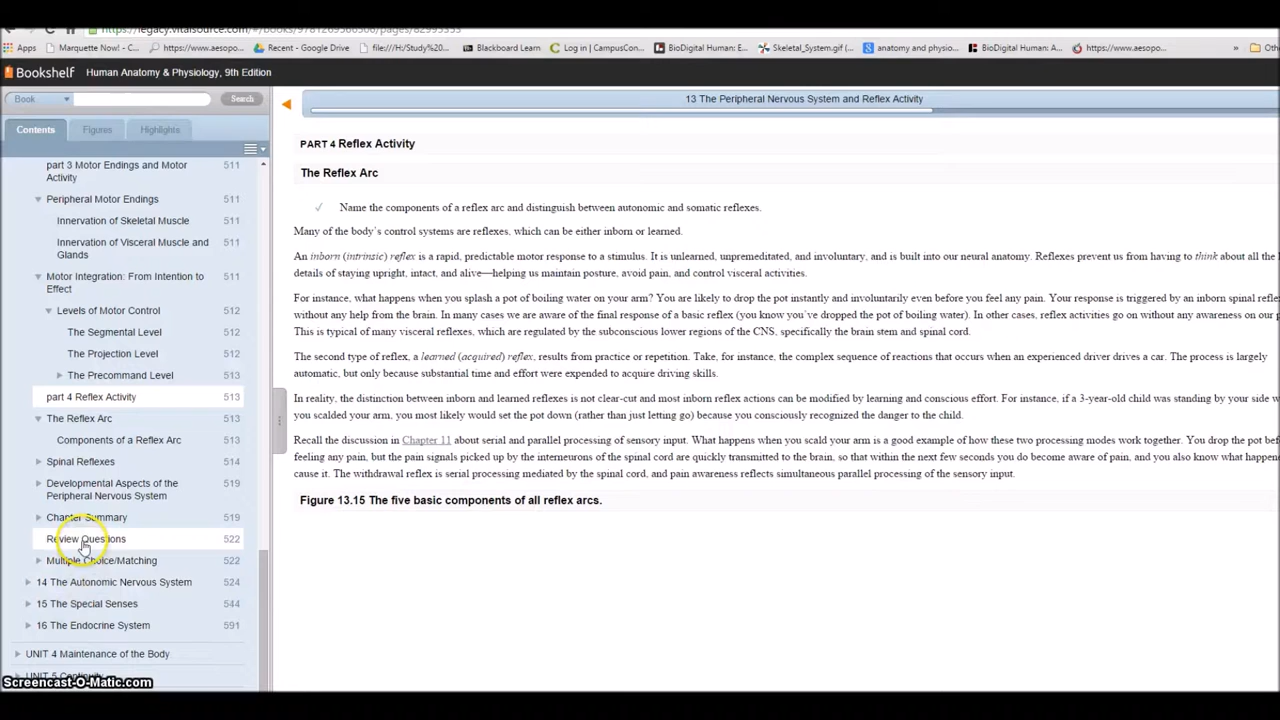 https://legacy.vitalsource.com/#/books/9781269566506/pages/82995333
Apps Marquette Now! - C... https://www.aesopo... Recent - Google Drive file:///H:/Study%20... Blackboard Learn Log in | CampusCon... BioDigital Human: E... Skeletal_System.gif (... anatomy and physio... BioDigital Human: A... https://www.aesopo... » Oth
Bookshelf Human Anatomy & Physiology, 9th Edition
Book Search
13 The Peripheral Nervous System and Reflex Activity
Contents Figures Highlights
part 3 Motor Endings and Motor 511
Activity
Peripheral Motor Endings 511
Innervation of Skeletal Muscle 511
Innervation of Visceral Muscle and 511
Glands
Motor Integration: From Intention to 511
Effect
Levels of Motor Control 512
The Segmental Level 512
The Projection Level 512
The Precommand Level 513
part 4 Reflex Activity 513
The Reflex Arc 513
Components of a Reflex Arc 513
Spinal Reflexes 514
Developmental Aspects of the 519
Peripheral Nervous System
Chapter Summary 519
Review Questions 522
Multiple Choice/Matching 522
14 The Autonomic Nervous System 524
15 The Special Senses 544
16 The Endocrine System 591
UNIT 4 Maintenance of the Body
UNIT 5 Continuity
Screencast-O-Matic.com
PART 4 Reflex Activity
The Reflex Arc
✓ Name the components of a reflex arc and distinguish between autonomic and somatic reflexes.
Many of the body's control systems are reflexes, which can be either inborn or learned.
An inborn (intrinsic) reflex is a rapid, predictable motor response to a stimulus. It is unlearned, unpremeditated, and involuntary, and is built into our neural anatomy. Reflexes prevent us from having to think about all the
details of staying upright, intact, and alive—helping us maintain posture, avoid pain, and control visceral activities.
For instance, what happens when you splash a pot of boiling water on your arm? You are likely to drop the pot instantly and involuntarily even before you feel any pain. Your response is triggered by an inborn spinal refle
without any help from the brain. In many cases we are aware of the final response of a basic reflex (you know you've dropped the pot of boiling water). In other cases, reflex activities go on without any awareness on our p
This is typical of many visceral reflexes, which are regulated by the subconscious lower regions of the CNS, specifically the brain stem and spinal cord.
The second type of reflex, a learned (acquired) reflex, results from practice or repetition. Take, for instance, the complex sequence of reactions that occurs when an experienced driver drives a car. The process is largely
automatic, but only because substantial time and effort were expended to acquire driving skills.
In reality, the distinction between inborn and learned reflexes is not clear-cut and most inborn reflex actions can be modified by learning and conscious effort. For instance, if a 3-year-old child was standing by your side w
you scalded your arm, you most likely would set the pot down (rather than just letting go) because you consciously recognized the danger to the child.
Recall the discussion in Chapter 11 about serial and parallel processing of sensory input. What happens when you scald your arm is a good example of how these two processing modes work together. You drop the pot bef
feeling any pain, but the pain signals picked up by the interneurons of the spinal cord are quickly transmitted to the brain, so that within the next few seconds you do become aware of pain, and you also know what happene
cause it. The withdrawal reflex is serial processing mediated by the spinal cord, and pain awareness reflects simultaneous parallel processing of the sensory input.
Figure 13.15 The five basic components of all reflex arcs.